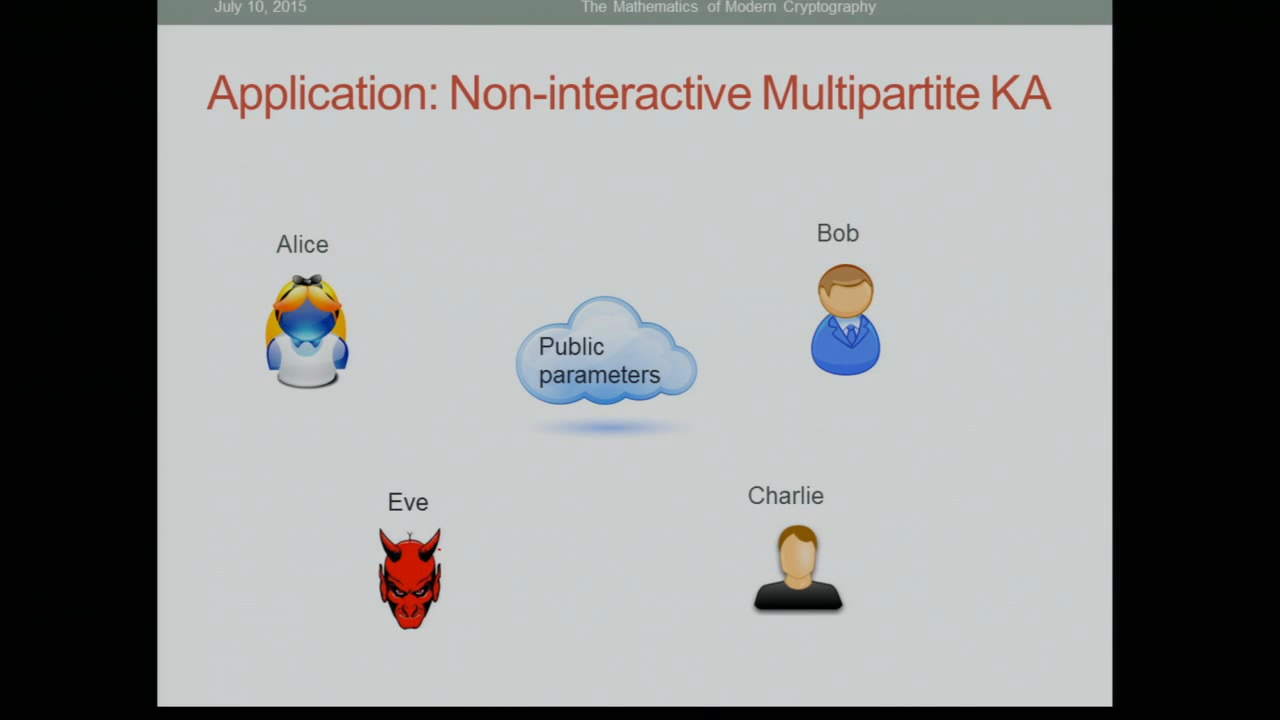 July 10, 2015
The Mathematics of Modern Cryptography
Application: Non-interactive Multipartite KA
Alice
Bob
Public
parameters
Eve
Charlie